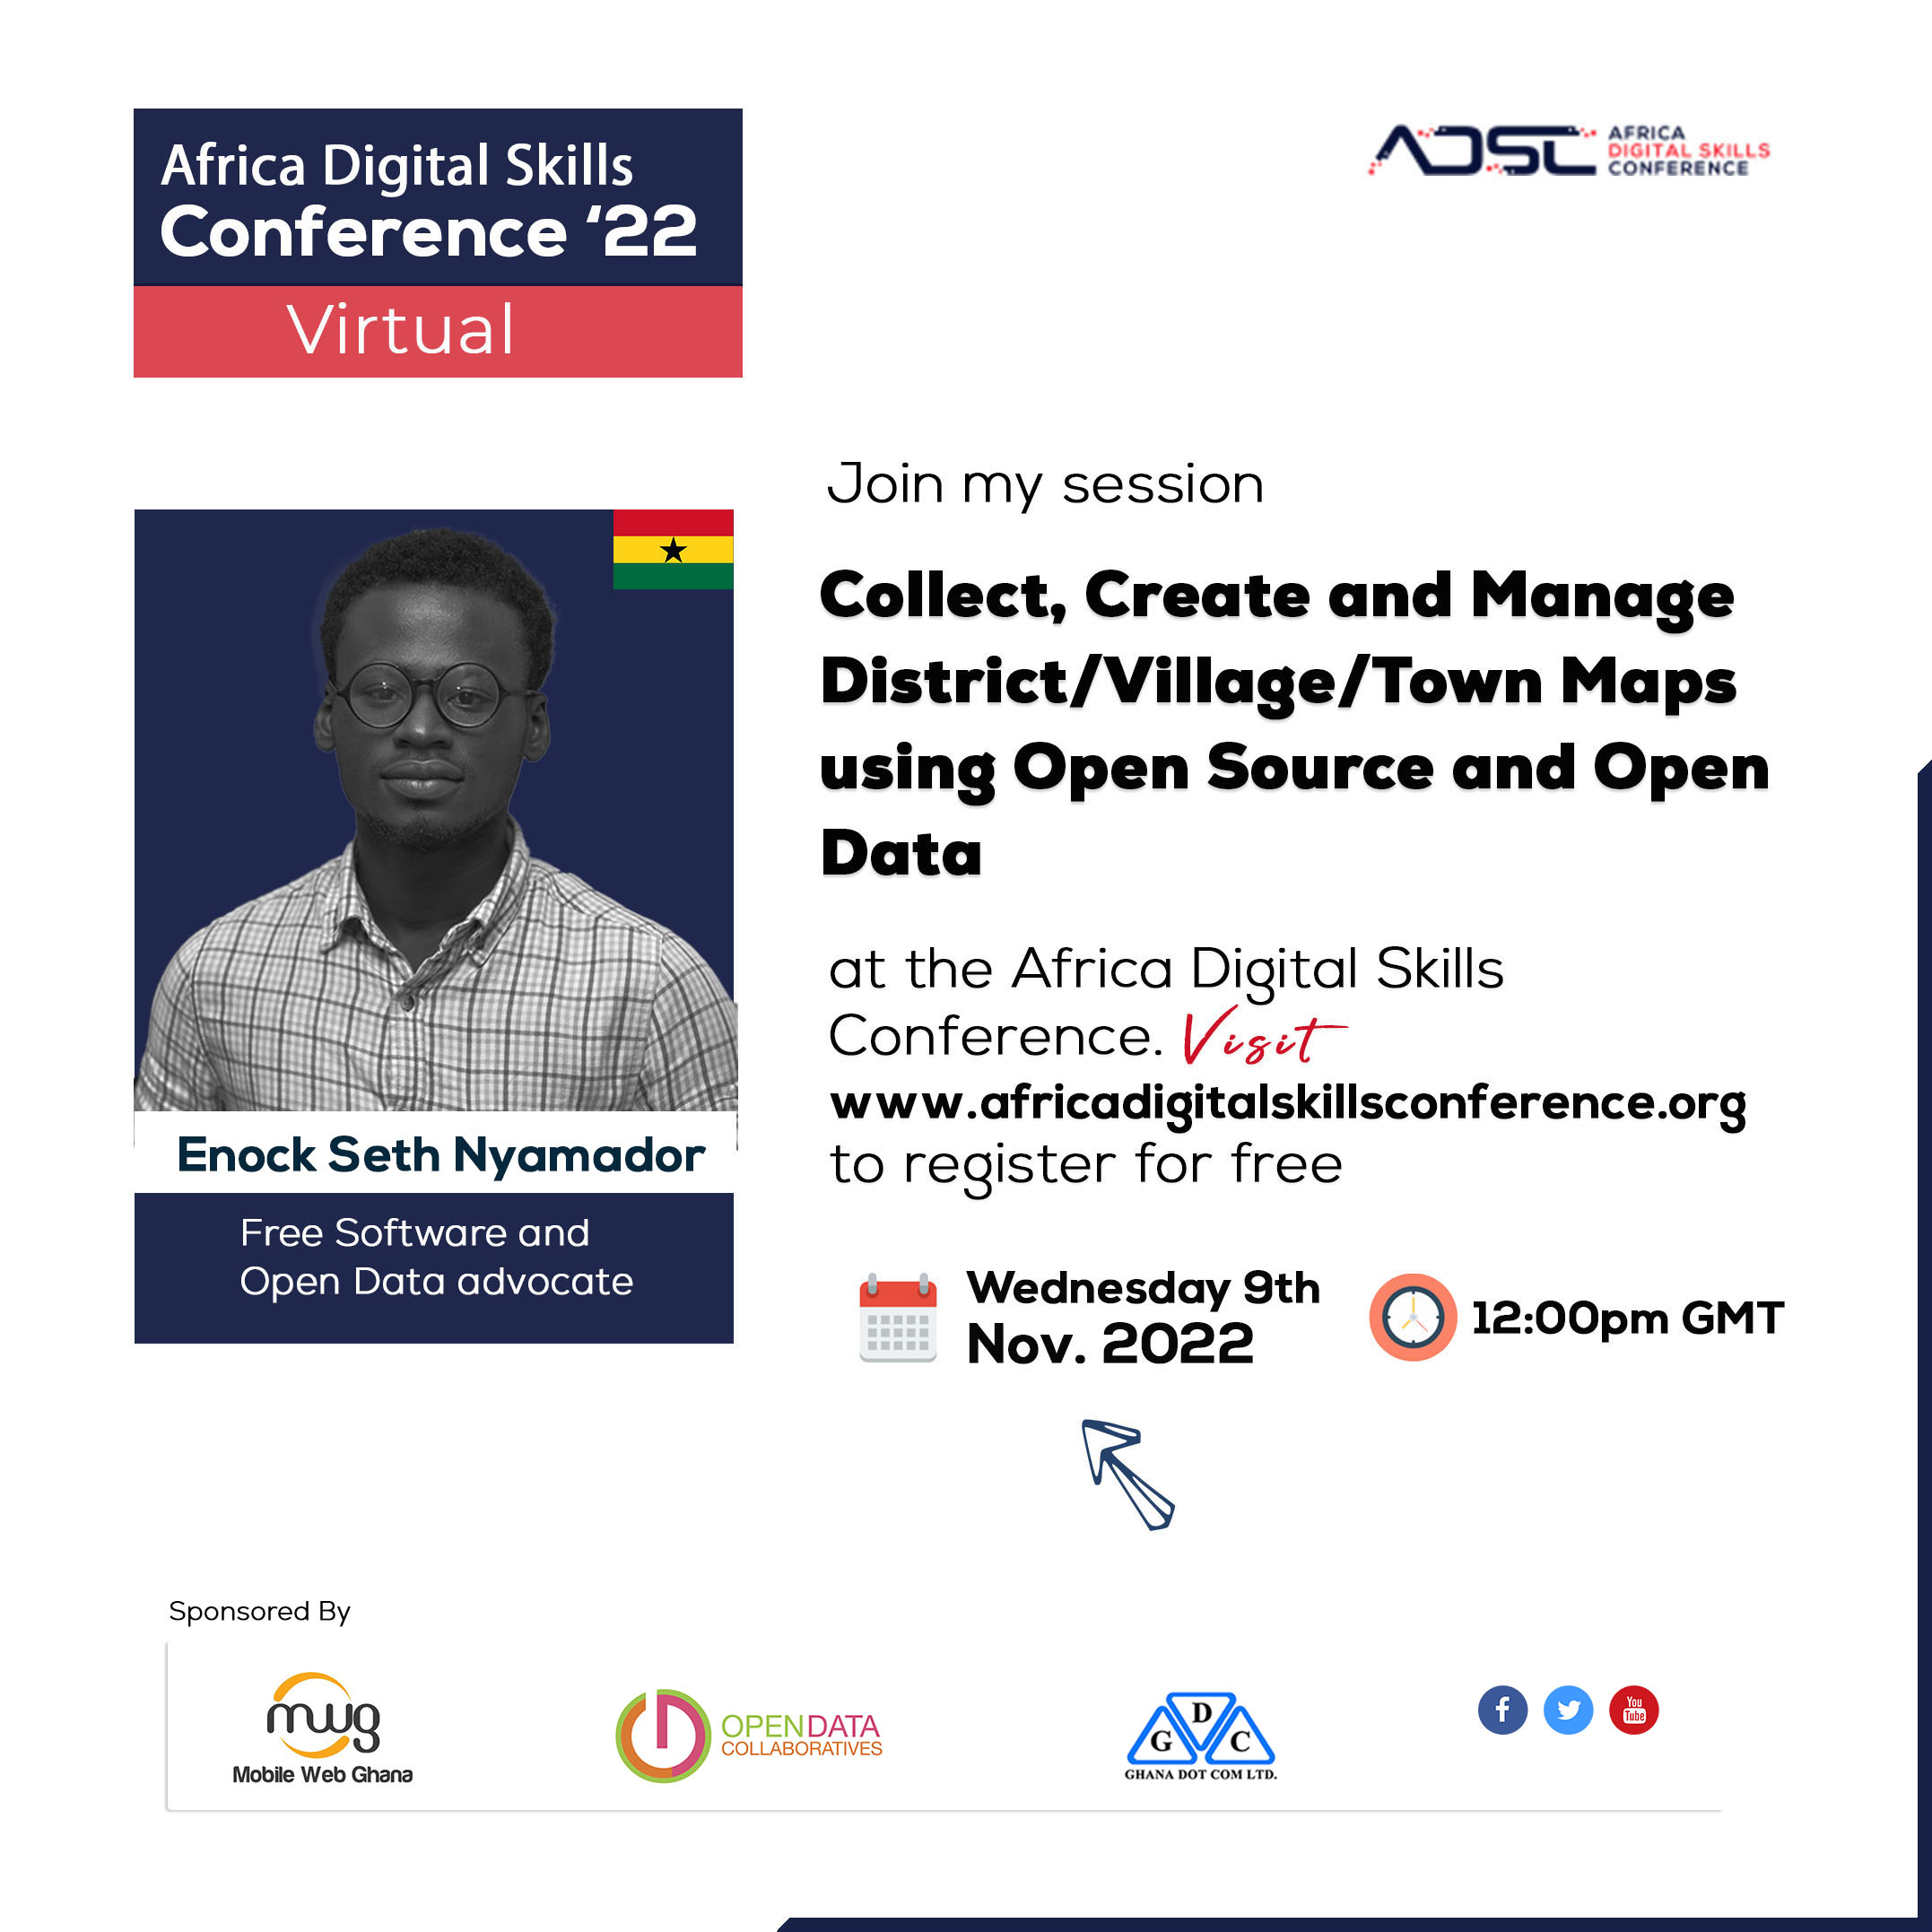 Africa Digital Skills
Conference ‘22
Virtual
ADSC
AFRICA
DIGITAL SKILLS
CONFERENCE
Join my session
Collect, Create and Manage
District/Village/Town Maps
using Open Source and Open
Data
at the Africa Digital Skills
Conference. Visit
www.africadigitalskillsconference.org
to register for free
Enock Seth Nyamador
Free Software and
Open Data advocate
Wednesday 9th
Nov. 2022
12:00pm GMT
Sponsored By
mwg
Mobile Web Ghana
OPENDATA
COLLABORATIVES
G D C
GHANA DOT COM LTD.
f
You
Tube